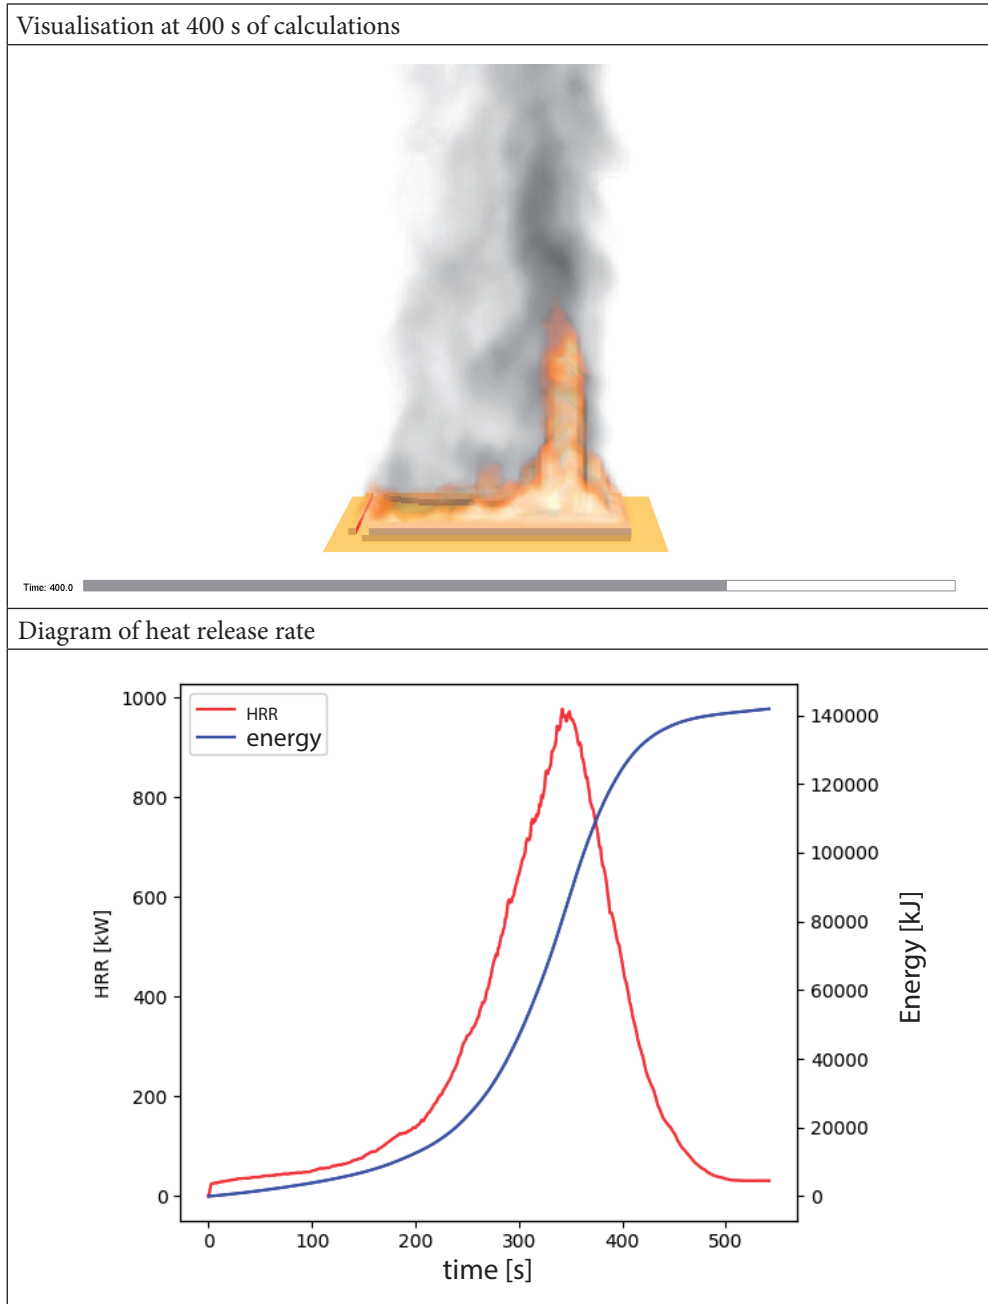 Visualisation at 400 s of calculations
Time: 400.0
Diagram of heat release rate
HRR
energy
1000
800
600
400
200
0
HRR [kW]
140000
120000
100000
80000
60000
40000
20000
0
Energy [kJ]
0 100 200 300 400 500
time [s]